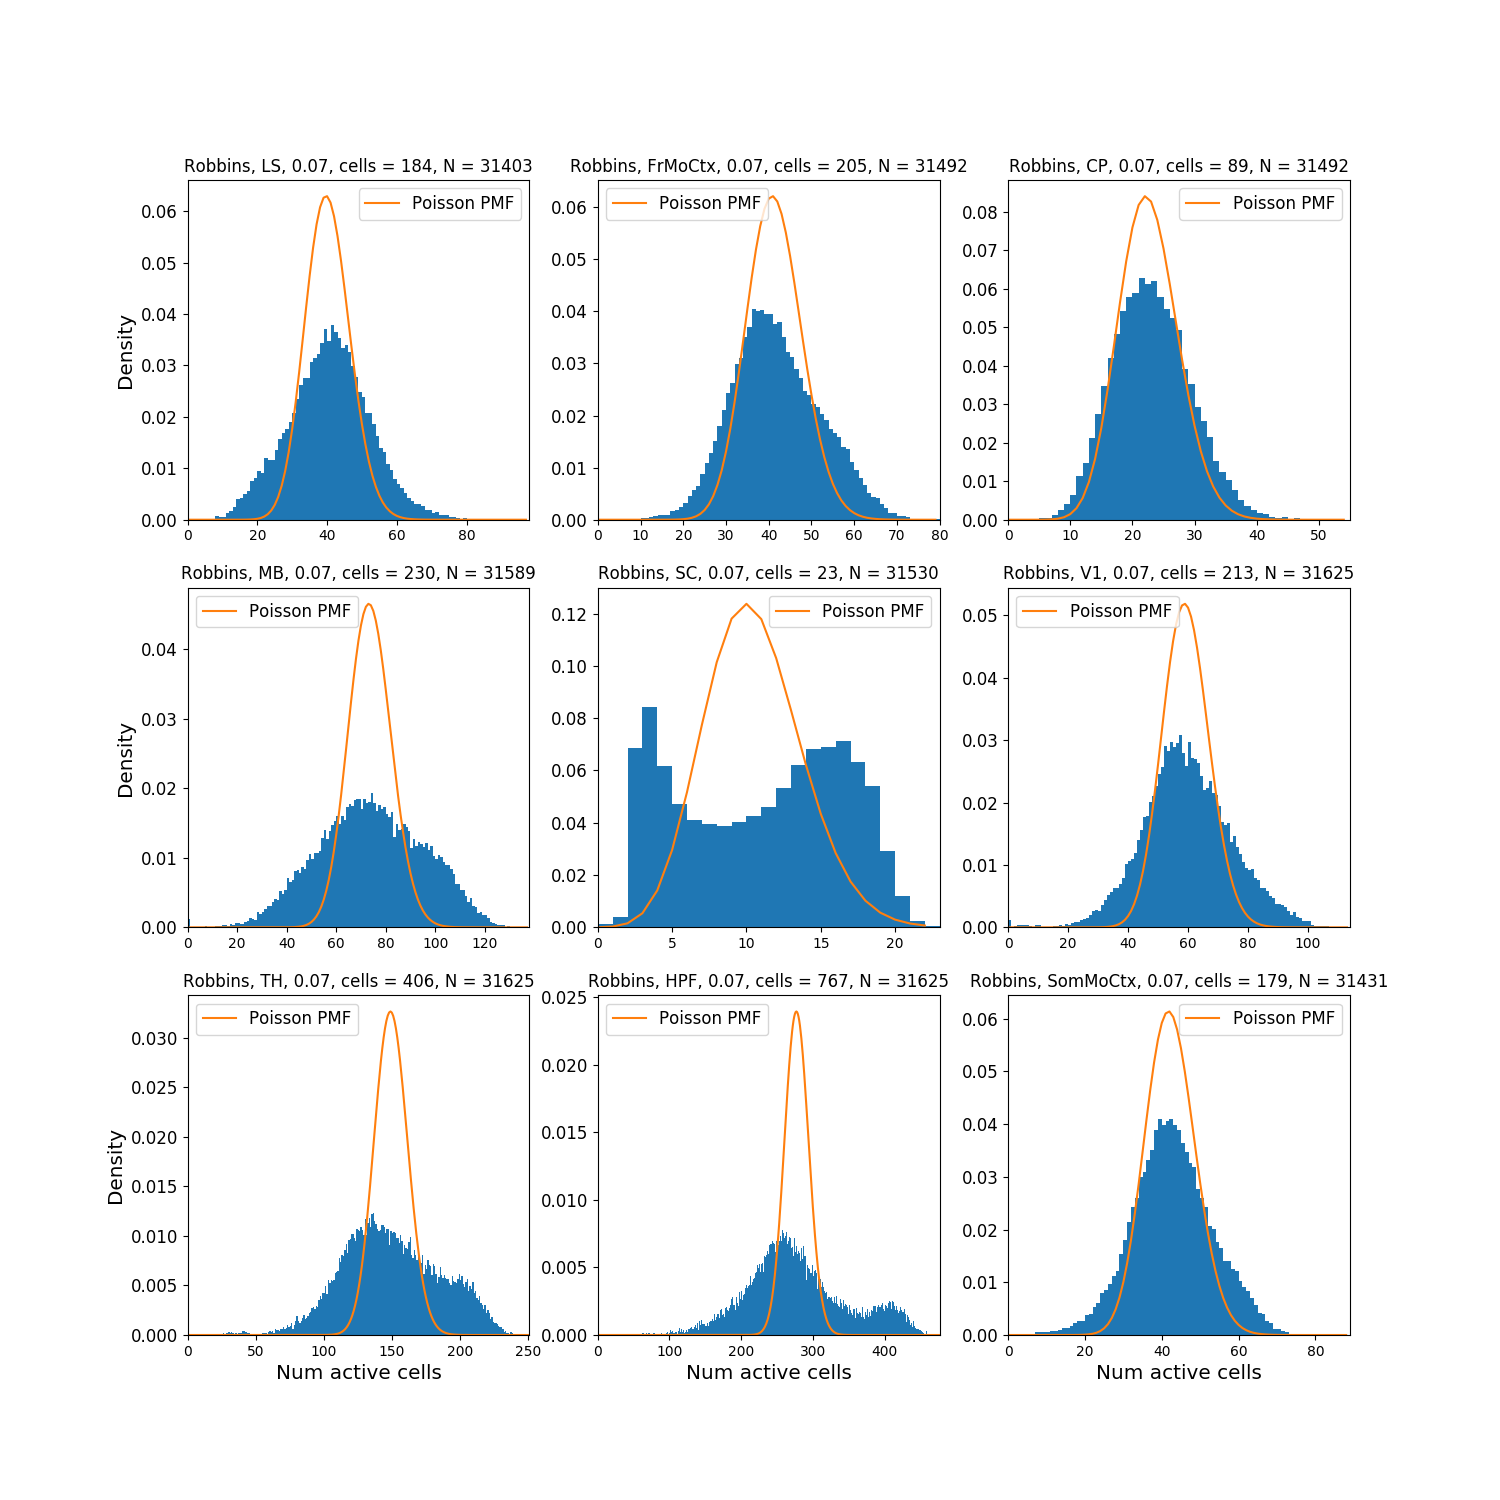 Robbins, LS, 0.07, cells = 184, N = 31403
Robbins, FrMoCtx, 0.07, cells = 205, N = 31492
Robbins, CP, 0.07, cells = 89, N = 31492
Poisson PMF
Poisson PMF
Poisson PMF
Density
0.06
0.05
0.04
0.03
0.02
0.01
0.00
0 20 40 60 80
0.06
0.05
0.04
0.03
0.02
0.01
0.00
0 10 20 30 40 50 60 70 80
0.08
0.07
0.06
0.05
0.04
0.03
0.02
0.01
0.00
0 10 20 30 40 50
Robbins, MB, 0.07, cells = 230, N = 31589
Robbins, SC, 0.07, cells = 23, N = 31530
Robbins, V1, 0.07, cells = 213, N = 31625
Poisson PMF
Poisson PMF
Poisson PMF
Density
0.04
0.03
0.02
0.01
0.00
0 20 40 60 80 100 120
0.12
0.10
0.08
0.06
0.04
0.02
0.00
0 5 10 15 20
0.05
0.04
0.03
0.02
0.01
0.00
0 20 40 60 80 100
Robbins, TH, 0.07, cells = 406, N = 31625
Robbins, HPF, 0.07, cells = 767, N = 31625
Robbins, SomMoCtx, 0.07, cells = 179, N = 31431
Poisson PMF
Poisson PMF
Poisson PMF
Density
0.030
0.025
0.020
0.015
0.010
0.005
0.000
0 50 100 150 200 250
Num active cells
0.025
0.020
0.015
0.010
0.005
0.000
0 100 200 300 400
Num active cells
0.06
0.05
0.04
0.03
0.02
0.01
0.00
0 20 40 60 80
Num active cells